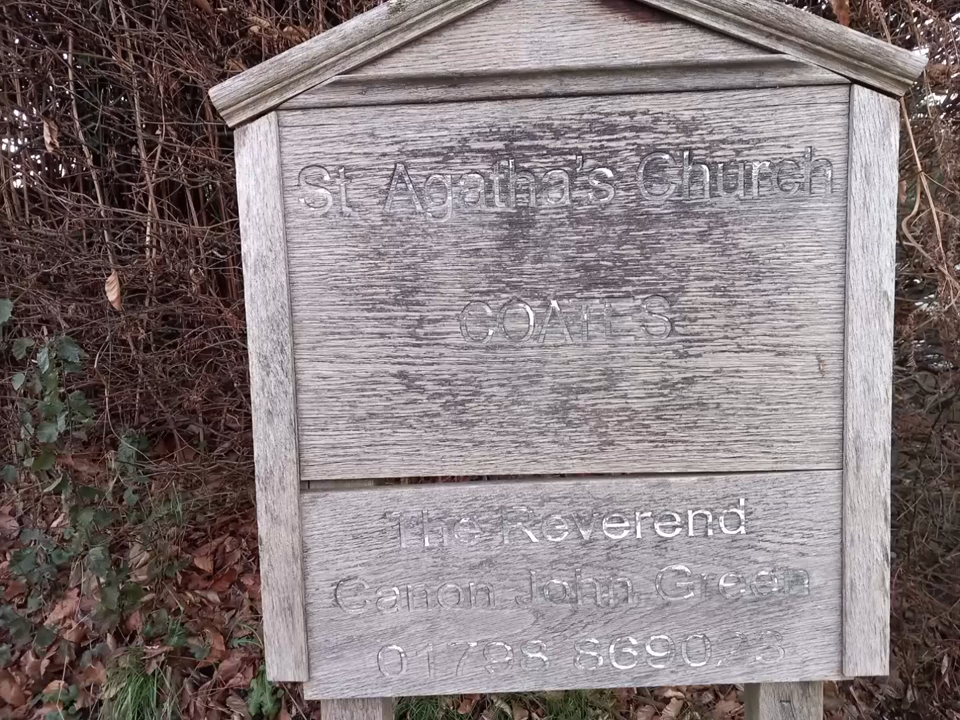 St. Agatha's Church
COATES
The Reverend
Canon John Green
01798